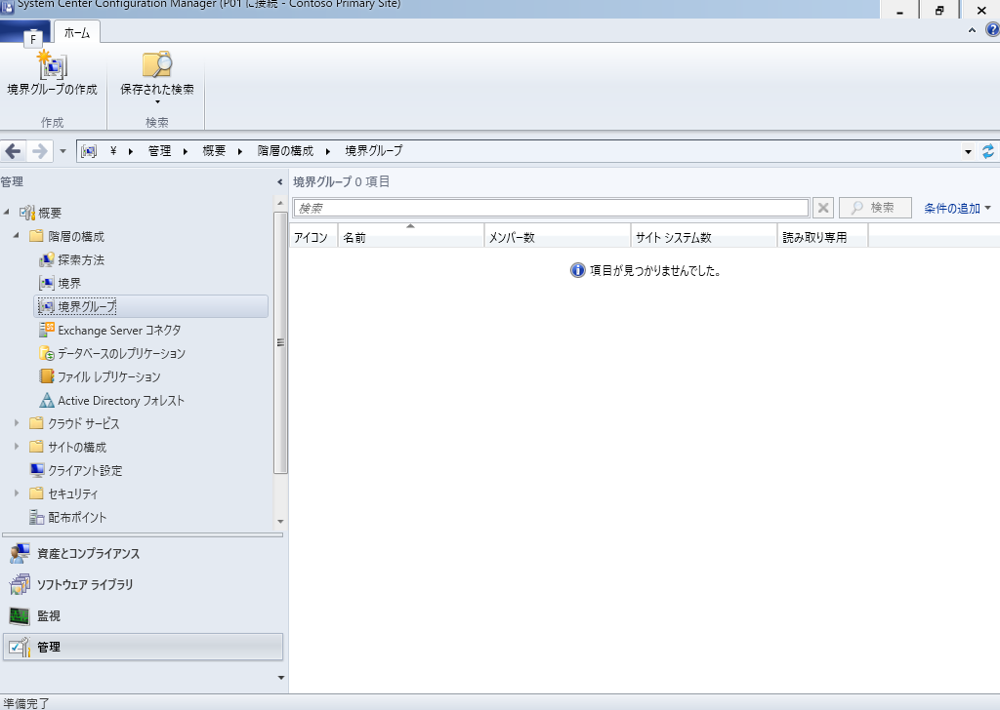 System Center Configuration Manager (P01 に接続 - Contoso Primary Site)
F
ホーム
境界グループの作成
保存された検索
作成
検索
¥ 管理 概要 階層の構成 境界グループ
管理
境界グループ 0 項目
検索
検索
条件の追加
アイコン 名前 メンバー数 サイト システム数 読み取り専用
項目が見つかりませんでした。
概要
階層の構成
探索方法
境界
境界グループ
Exchange Server コネクタ
データベースのレプリケーション
ファイル レプリケーション
Active Directory フォレスト
クラウド サービス
サイトの構成
クライアント設定
セキュリティ
配布ポイント
資産とコンプライアンス
ソフトウェア ライブラリ
監視
管理
準備完了